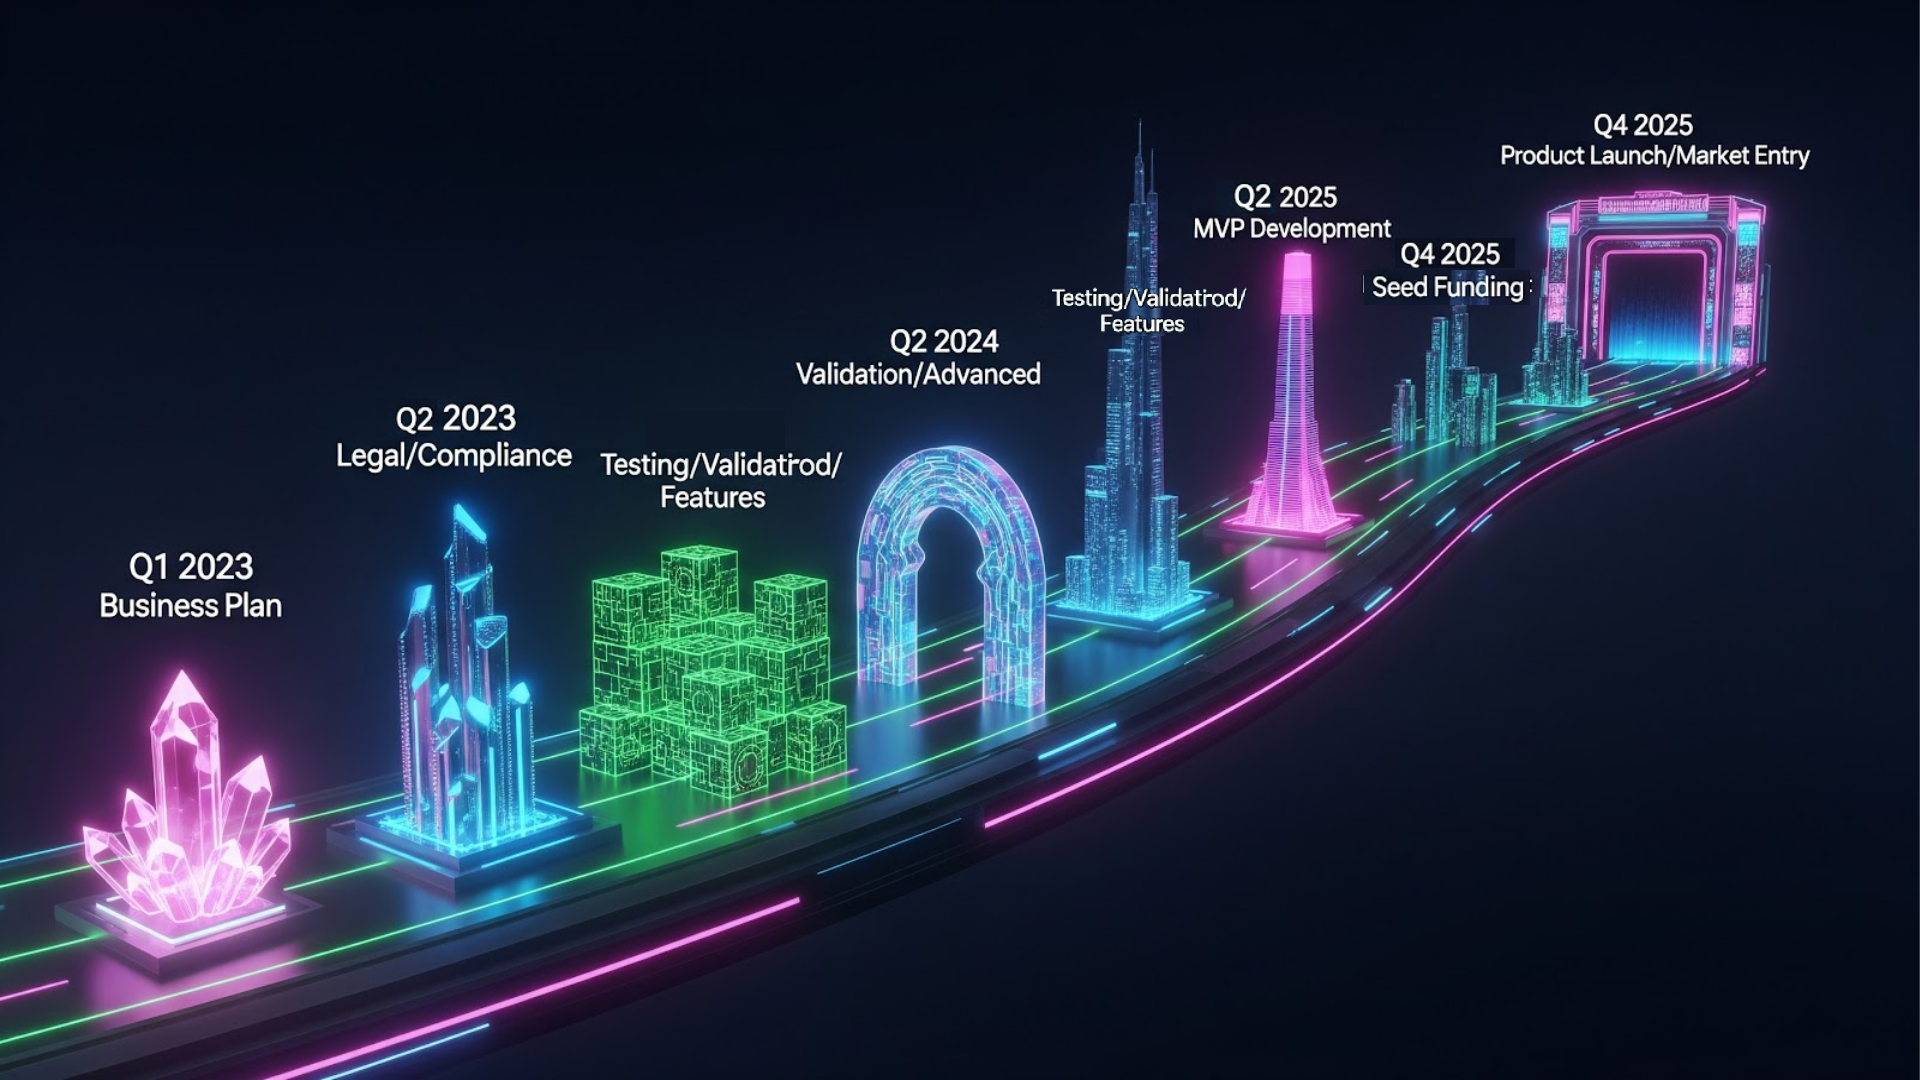 Q1 2023
Business Plan
Q2 2023
Legal/Compliance
Testing/Validatrod/
Features
Q2 2024
Validation/Advanced
Testing/Validatrod/
Features
Q2 2025
MVP Development
Q4 2025
Seed Funding
Q4 2025
Product Launch/Market Entry